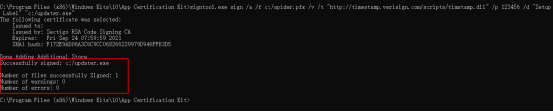 C:\Program Files (x86)\Windows Kits\10\App Certification Kit>signtool.exe sign /a /f c:/spider.pfx /v /t "http://timestamp.verisign.com/scripts/timstamp.dll" /p 123456 /d "Setup
Label" "c:/updater.exe"
The following certificate was selected:
Issued to:
Issued by: Sectigo RSA Code Signing CA
Expires: Fri Sep 24 07:59:59 2021
SHA1 hash:
Done Adding Additional Store
Successfully signed: c:/updater.exe
Number of files successfully Signed: 1
Number of warnings: 0
Number of errors: 0
C:\Program Files (x86)\Windows Kits\10\App Certification Kit>